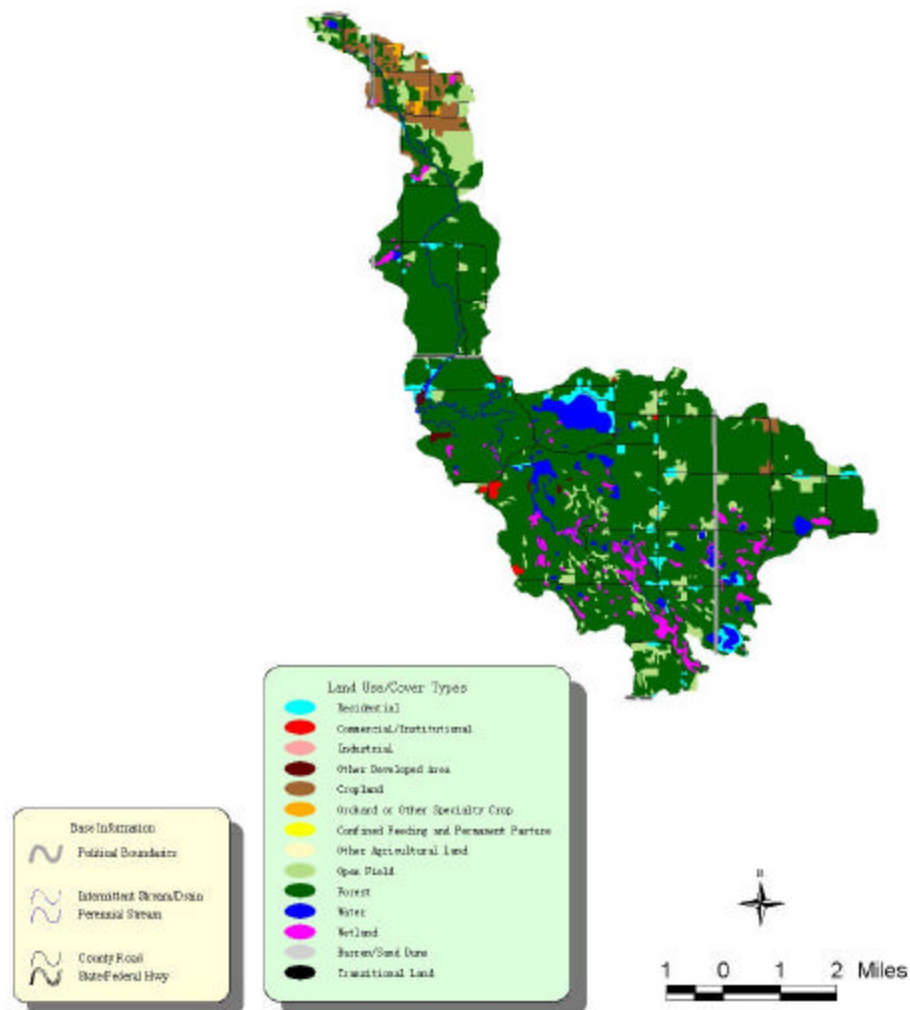 Land Use/Cover Types
Residential
Commercial/Institutional
Industrial
Other Developed Area
Cropland
Orchard or Other Specialty Crop
Confined Feeding and Permanent Pasture
Other Agricultural Land
Open Field
Forest
Water
Wetland
Barren/Sand Dune
Transitional Land
Base Information
Political Boundaries
Intermittent Stream/Drain
Perennial Stream
County Road
State/Federal Hwy
N
1 0 1 2 Miles